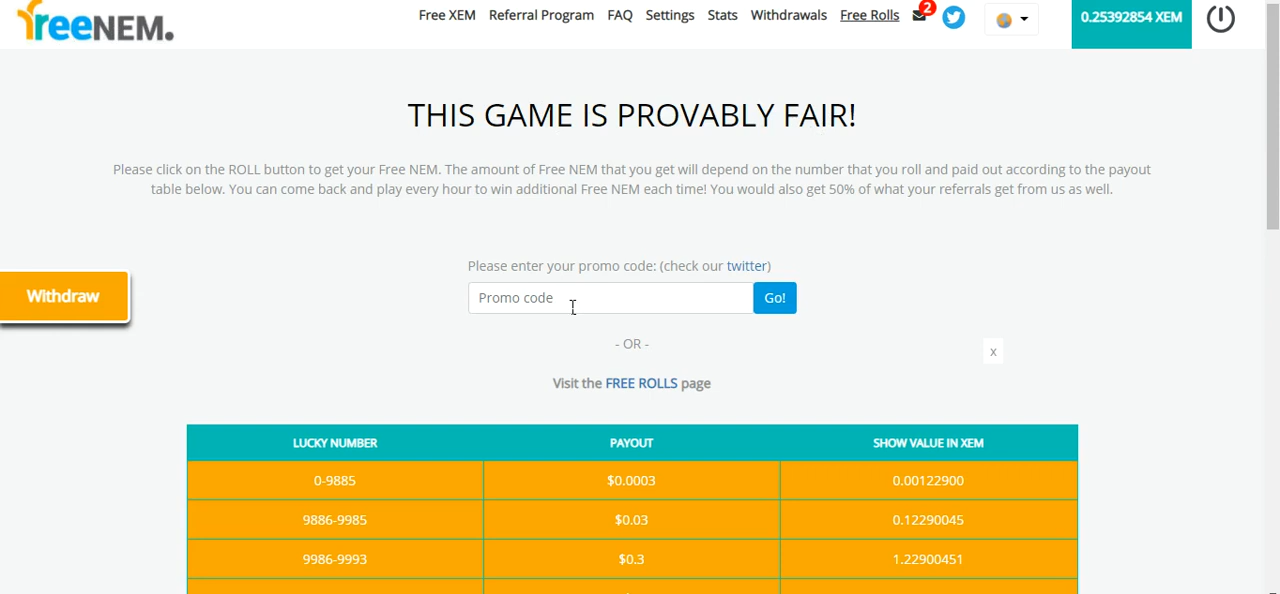 freeNEM.
Free XEM Referral Program FAQ Settings Stats Withdrawals Free Rolls 2 0.25392854 XEM
THIS GAME IS PROVABLY FAIR!
Please click on the ROLL button to get your Free NEM. The amount of Free NEM that you get will depend on the number that you roll and paid out according to the payout
table below. You can come back and play every hour to win additional Free NEM each time! You would also get 50% of what your referrals get from us as well.
Please enter your promo code: (check our twitter)
Withdraw
Promo code Go!
- OR -
x
Visit the FREE ROLLS page
LUCKY NUMBER PAYOUT SHOW VALUE IN XEM
0-9885 $0.0003 0.00122900
9886-9985 $0.03 0.12290045
9986-9993 $0.3 1.22900451